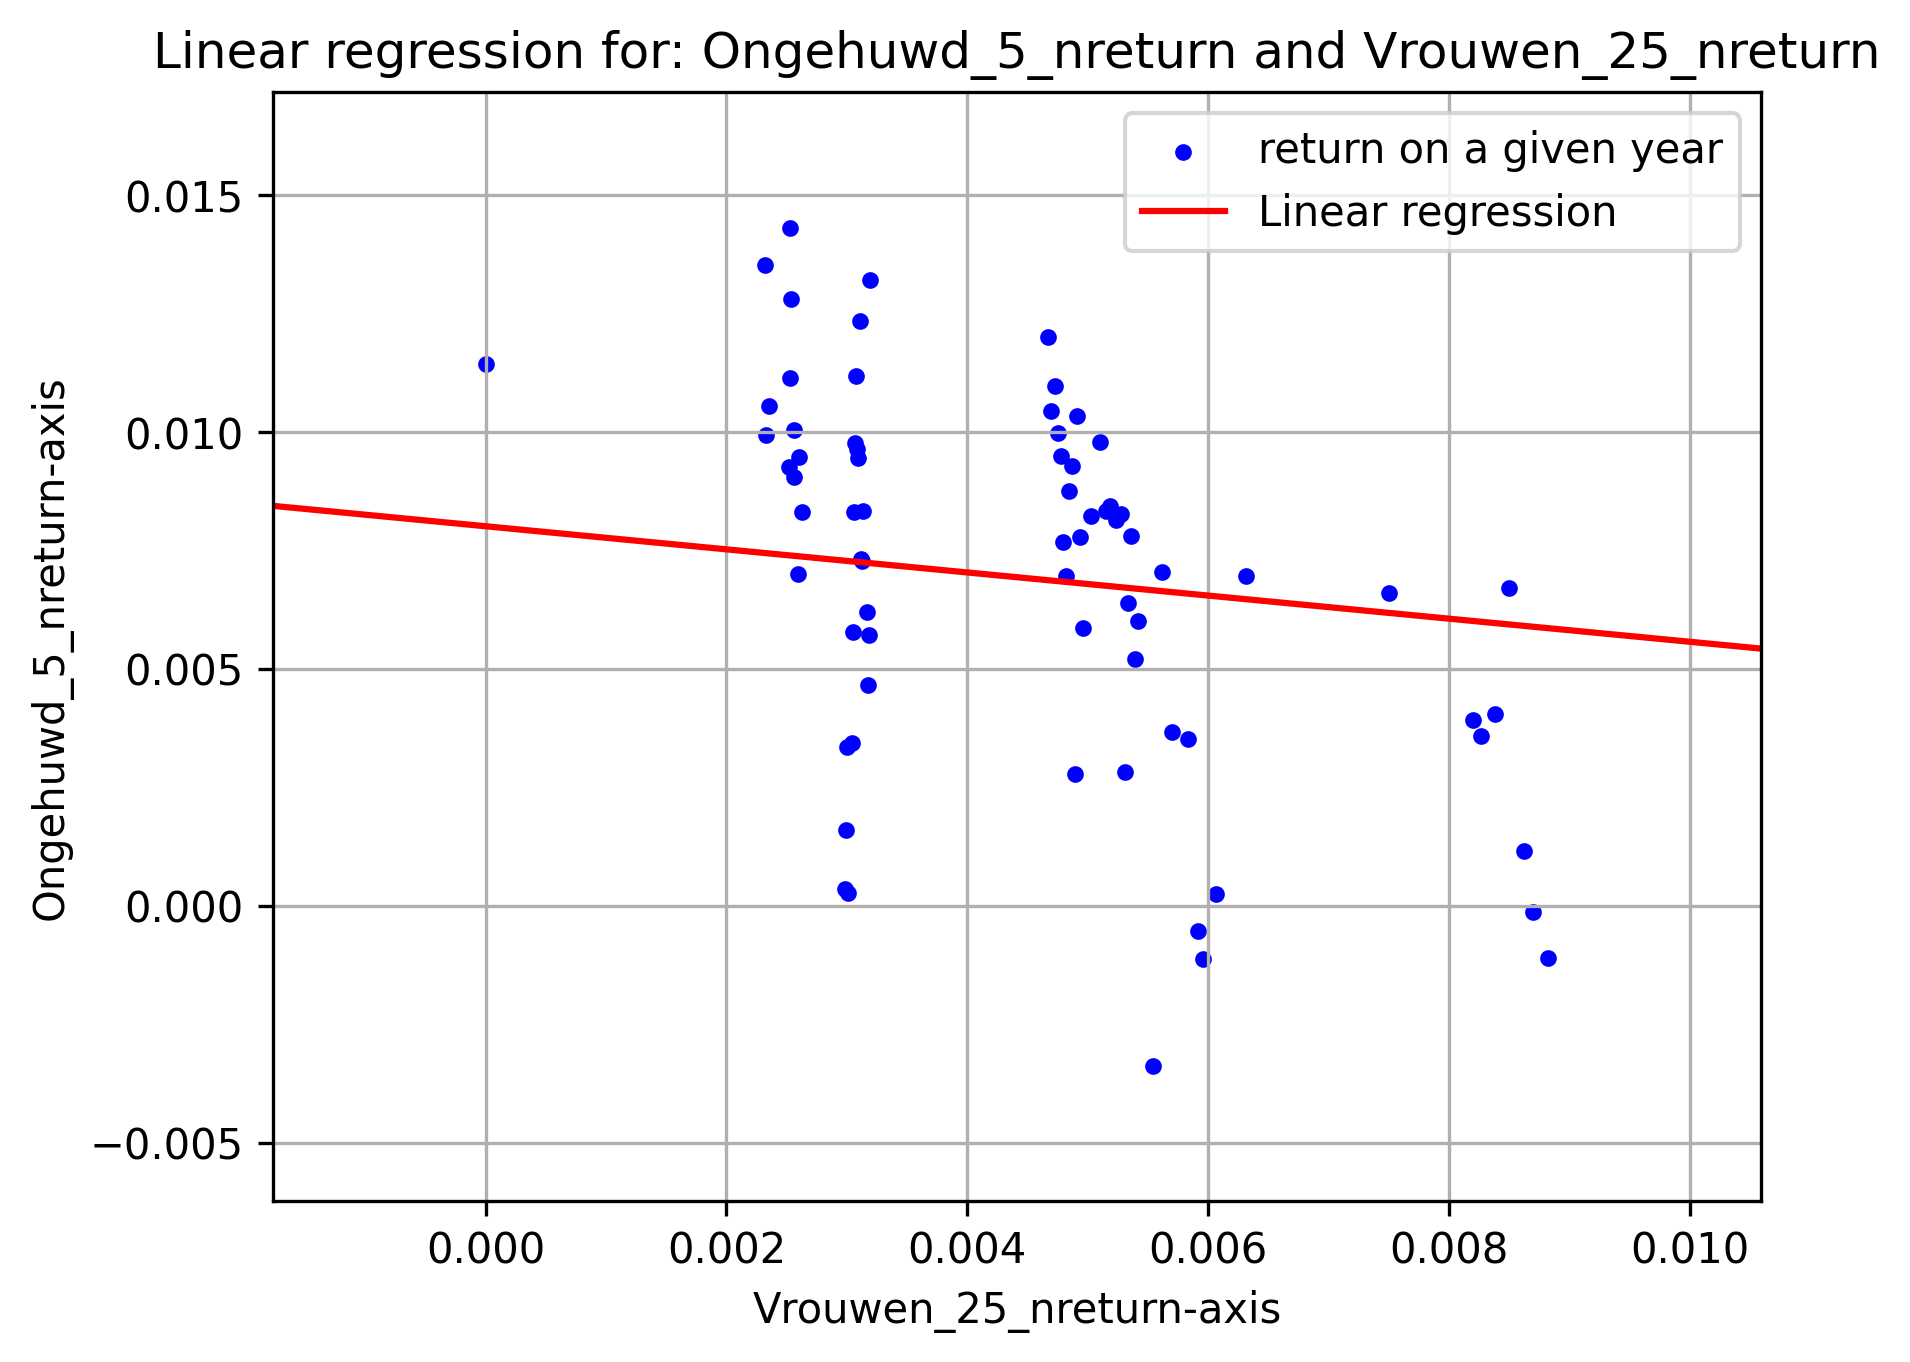 Linear regression for: Ongehuwd_5_nreturn and Vrouwen_25_nreturn
return on a given year
Linear regression
Ongehuwd_5_nreturn-axis
0.015
0.010
0.005
0.000
−0.005
0.000
0.002
0.004
0.006
0.008
0.010
Vrouwen_25_nreturn-axis